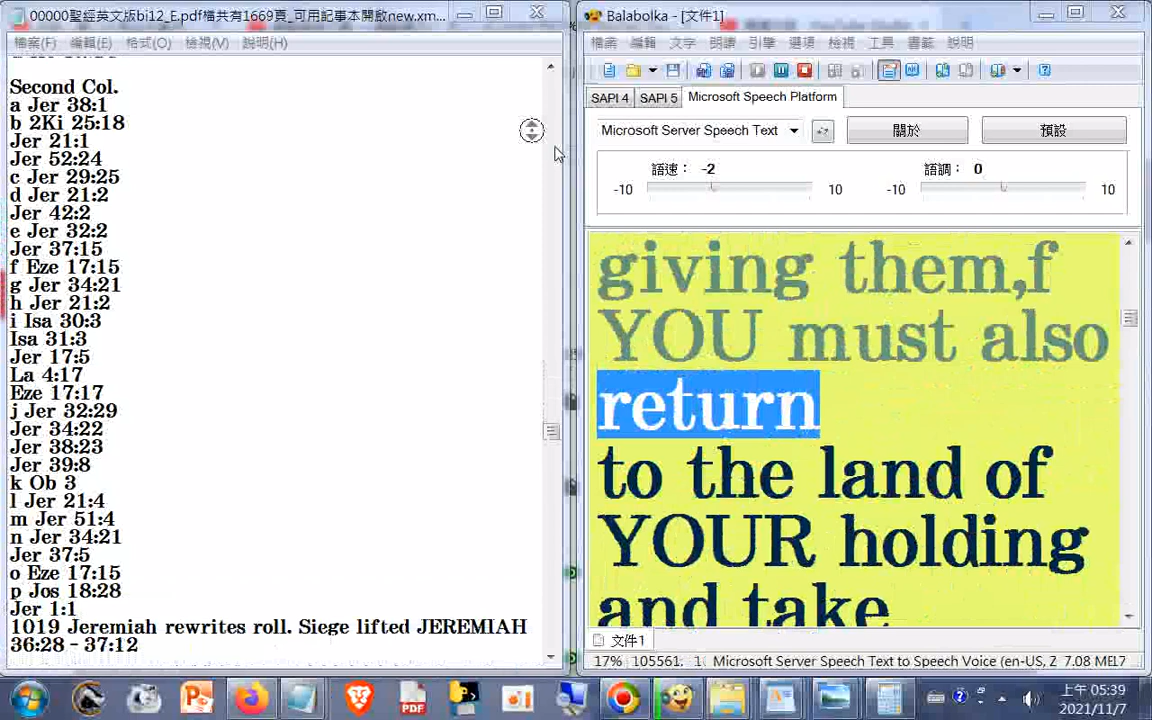 00000聖經英文版bi12_E.pdf檔共有1669頁_可用記事本開啟new.xm...
檔案(F) 編輯(E) 格式(O) 檢視(V) 說明(H)
Second Col.
a Jer 38:1
b 2Ki 25:18
Jer 21:1
Jer 52:24
c Jer 29:25
d Jer 21:2
Jer 42:2
e Jer 32:2
Jer 37:15
f Eze 17:15
g Jer 34:21
h Jer 21:2
i Isa 30:3
Isa 31:3
Jer 17:5
La 4:17
Eze 17:17
j Jer 32:29
Jer 34:22
Jer 38:23
Jer 39:8
k Ob 3
l Jer 21:4
m Jer 51:4
n Jer 34:21
Jer 37:5
o Eze 17:15
p Jos 18:28
Jer 1:1
1019 Jeremiah rewrites roll. Siege lifted JEREMIAH
36:28 - 37:12
Balabolka - [文件1]
檔案 編輯 文字 朗讀 引擎 選項 檢視 工具 書籤 說明
SAPI 4 SAPI 5 Microsoft Speech Platform
Microsoft Server Speech Text 關於 預設
語速： -2 語調： 0
-10 10 -10 10
giving them,f
YOU must also
return
to the land of
YOUR holding
and take
文件1
17% 105561. Microsoft Server Speech Text to Speech Voice (en-US, 2 7.08 ME
上午 05:39
2021/11/7